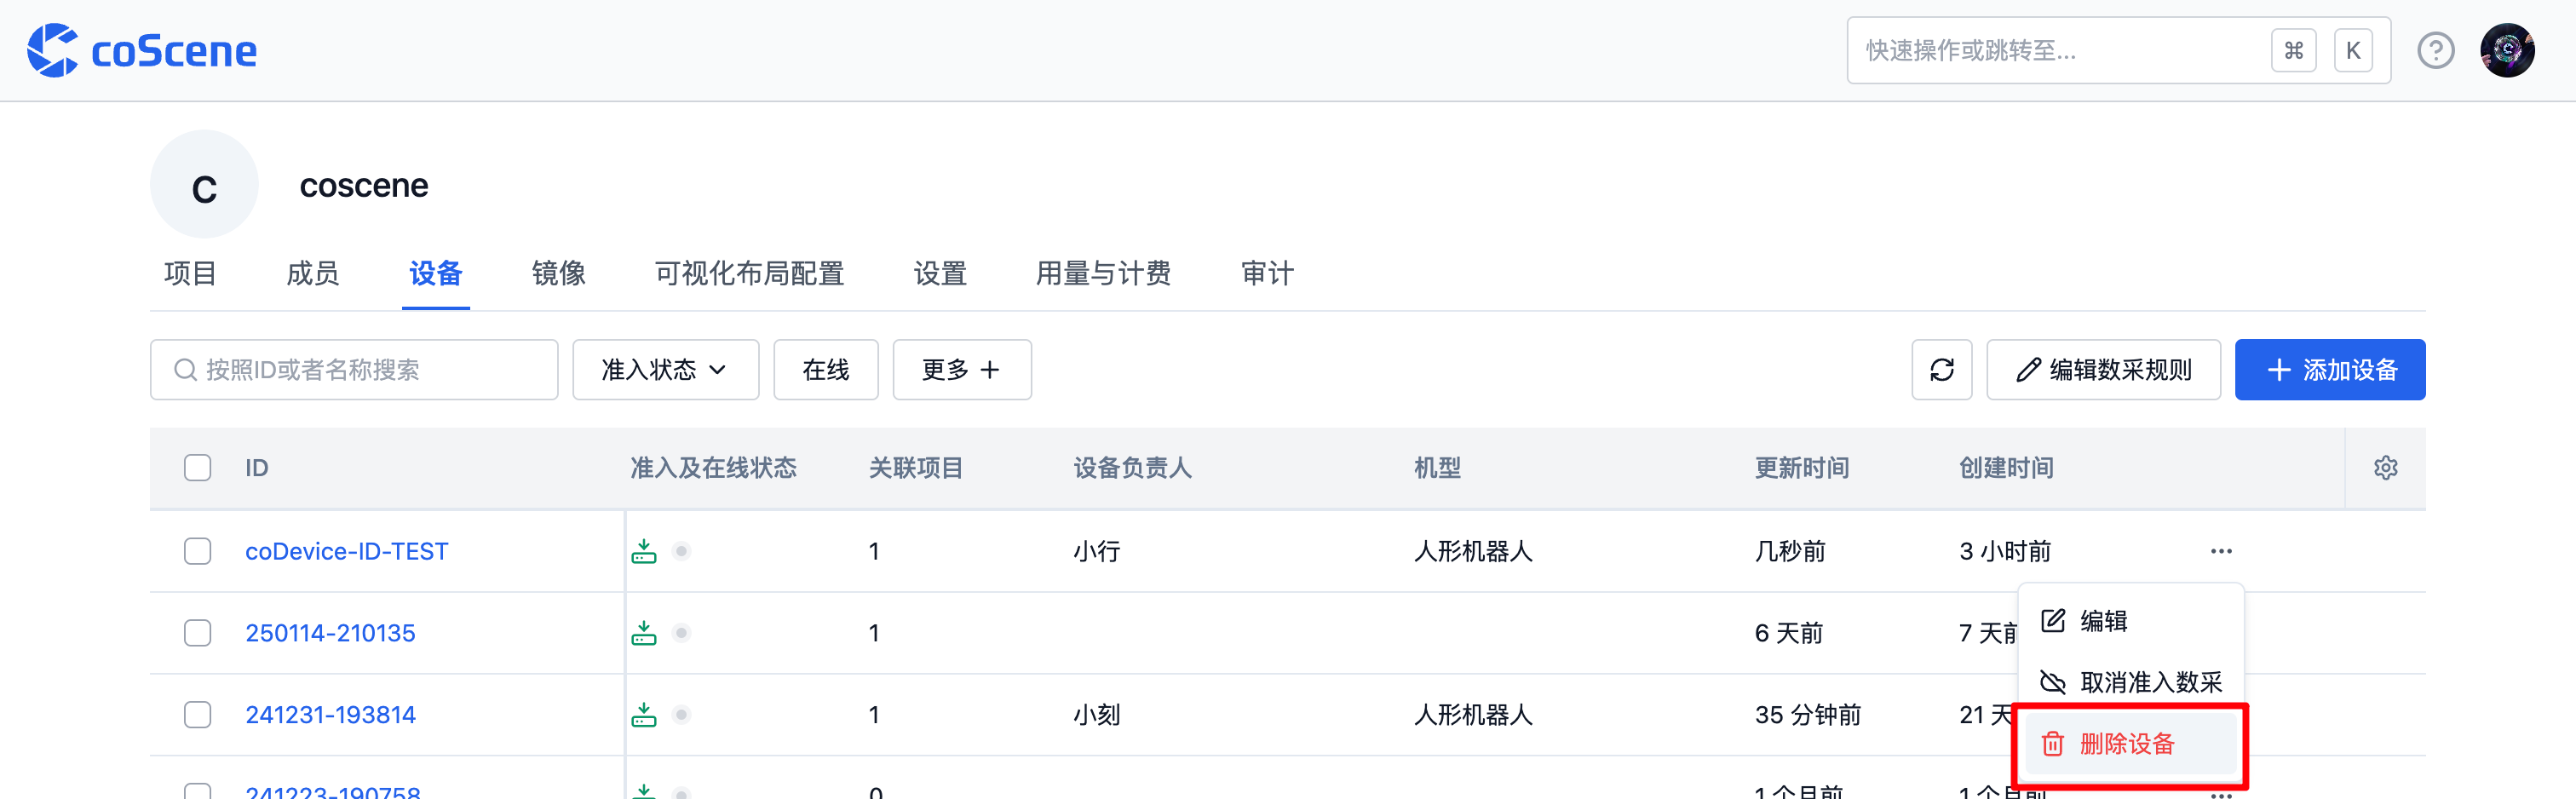 coScene
快速操作或跳转至... ⌘ K
C
coscene
项目 成员 设备 镜像 可视化布局配置 设置 用量与计费 审计
按照ID或者名称搜索 准入状态 在线 更多 + 编辑数采规则 + 添加设备
ID 准入及在线状态 关联项目 设备负责人 机型 更新时间 创建时间
coDevice-ID-TEST 1 小行 人形机器人 几秒前 3 小时前 ...
250114-210135 1 6 天前 7 天前
241231-193814 1 小刻 人形机器人 35 分钟前 21 天
241223-190758 0 1 个月前 1 个月前 ...
编辑
取消准入数采
删除设备